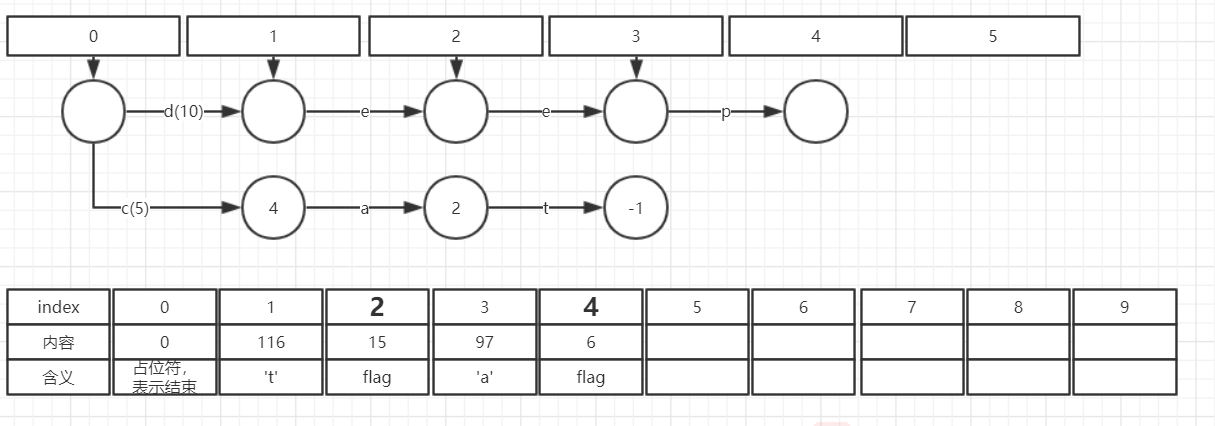 0 1 2 3 4 5
d(10) e e p
c(5) 4 a 2 t -1
index 0 1 2 3 4 5 6 7 8 9
内容 0 116 15 97 6
含义 占位符，表示结束 't' flag 'a' flag